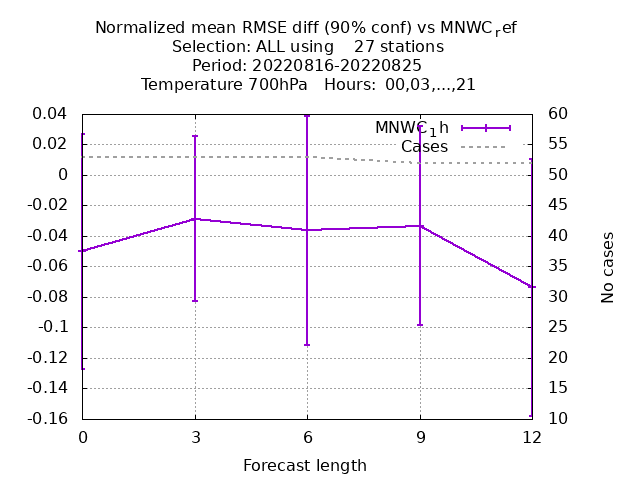 Normalized mean RMSE diff (90% conf) vs MNWCref
Selection: ALL using    27 stations
Period: 20220816-20220825
Temperature 700hPa   Hours:  00,03,...,21
MNWC1h
Cases
0.04
0.02
0
-0.02
-0.04
-0.06
-0.08
-0.1
-0.12
-0.14
-0.16
60
55
50
45
40
35
30
25
20
15
10
No cases
0 3 6 9 12
Forecast length